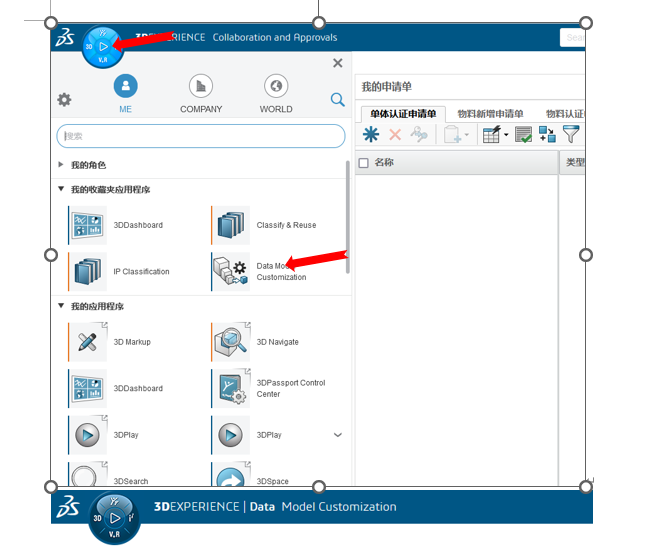 3DEXPERIENCE Collaboration and Approvals
Sea
3D
V.R
ME
COMPANY
WORLD
搜索
我的角色
我的收藏夹应用程序
3DDashboard
Classify & Reuse
IP Classification
Data Mo
Customization
我的应用程序
3D Markup
3D Navigate
3DDashboard
3DPassport Control
Center
3DPlay
3DPlay
3DSearch
3DSpace
我的申请单
单体认证申请单
物料新增申请单
物料认证
名称
类型
3D
V.R
3DEXPERIENCE | Data Model Customization